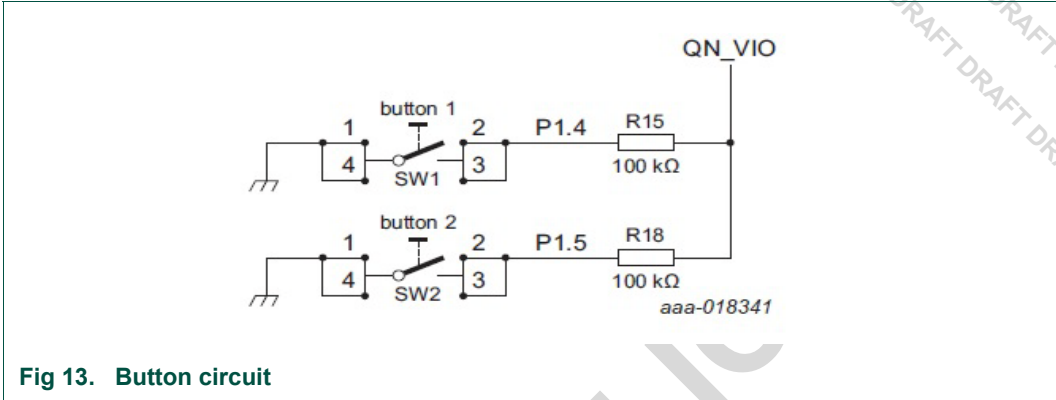 DRAFT DRAFT DR
DRAFT
QN_VIO
button 1
1 2 P1.4 R15
4 3 100 kΩ
SW1
button 2
1 2 P1.5 R18
4 3 100 kΩ
SW2
aaa-018341
Fig 13. Button circuit